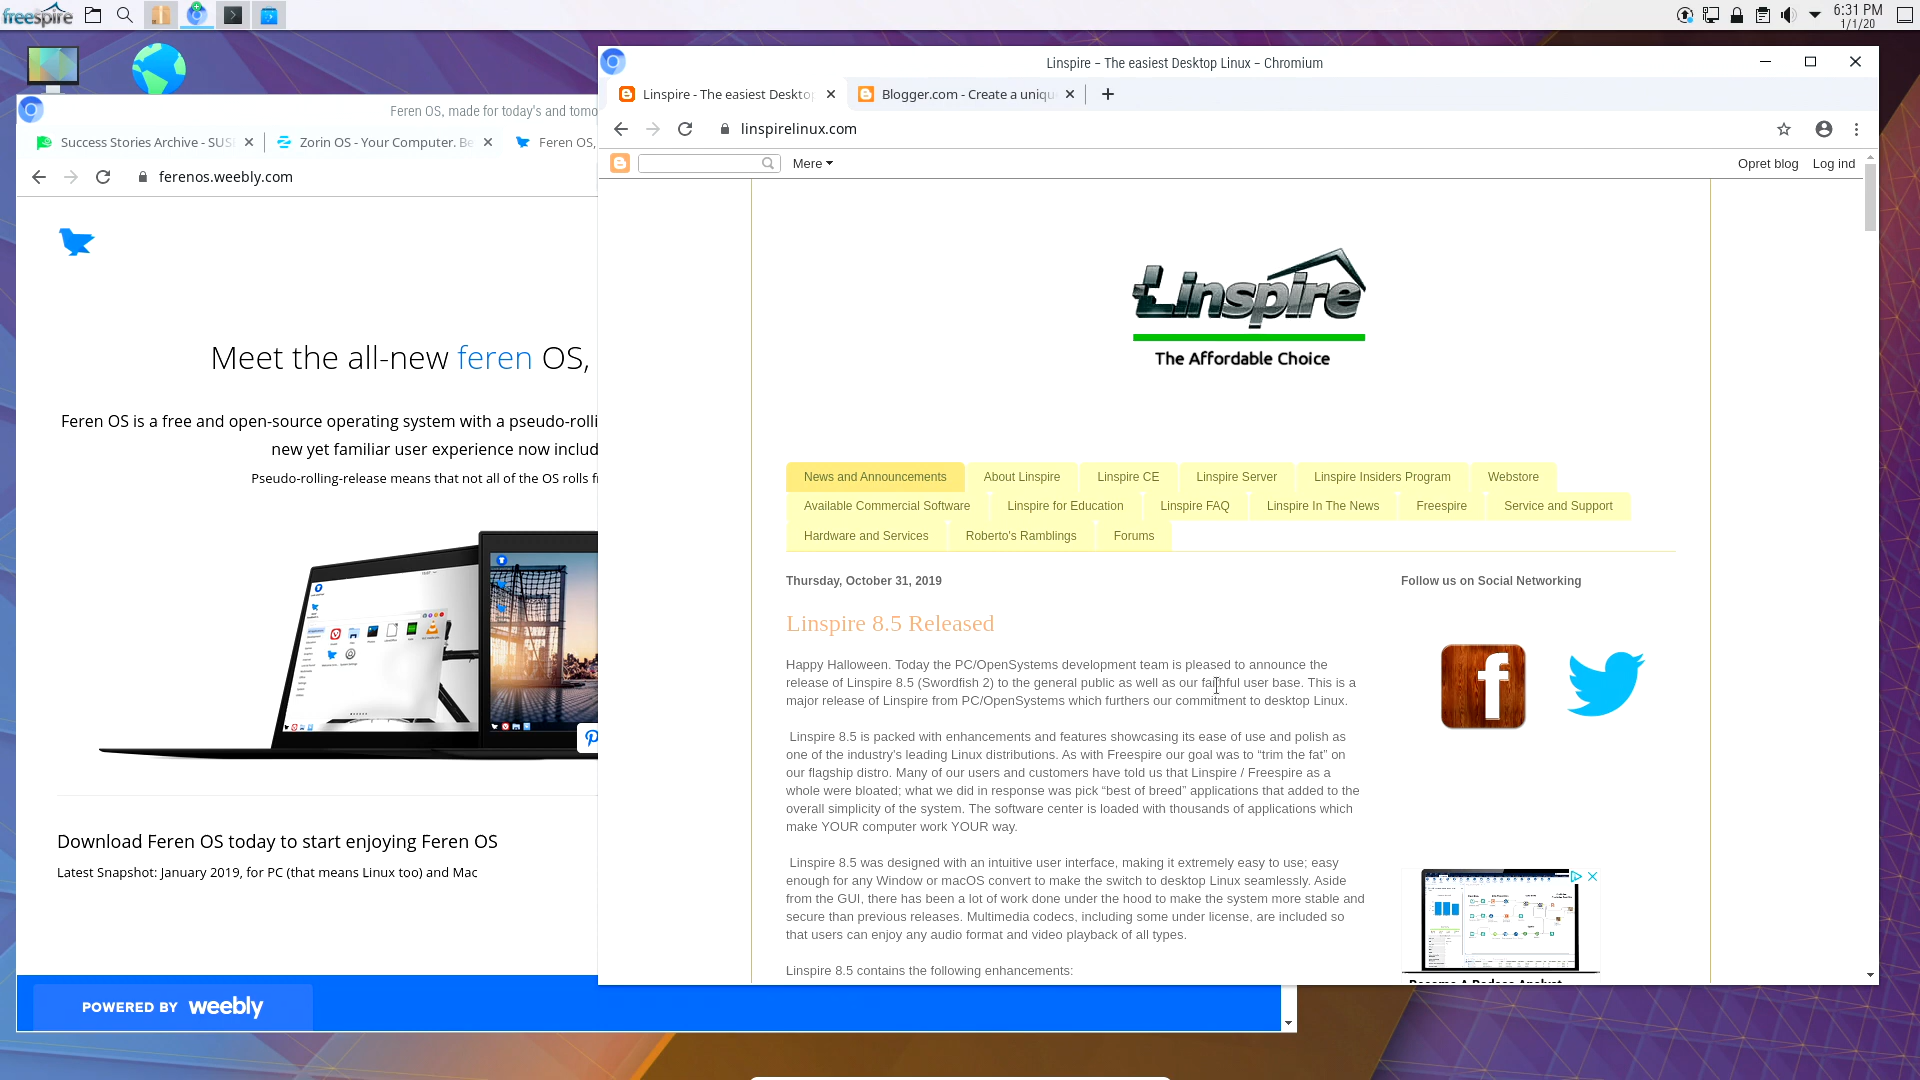 freespire
6:31 PM
1/1/20
Feren OS, made for today's and tomo
Success Stories Archive - SUS
Zorin OS - Your Computer. Be
Feren OS,
ferenos.weebly.com
Meet the all-new feren OS,
Feren OS is a free and open-source operating system with a pseudo-rolli
new yet familiar user experience now includ
Pseudo-rolling-release means that not all of the OS rolls fr
Download Feren OS today to start enjoying Feren OS
Latest Snapshot: January 2019, for PC (that means Linux too) and Mac
POWERED BY weebly
Linspire – The easiest Desktop Linux – Chromium
Linspire - The easiest Desktop
Blogger.com - Create a uniqu
linspirelinux.com
Mere
Opret blog
Log ind
Linspire
The Affordable Choice
News and Announcements
About Linspire
Linspire CE
Linspire Server
Linspire Insiders Program
Webstore
Available Commercial Software
Linspire for Education
Linspire FAQ
Linspire In The News
Freespire
Service and Support
Hardware and Services
Roberto's Ramblings
Forums
Thursday, October 31, 2019
Linspire 8.5 Released
Happy Halloween. Today the PC/OpenSystems development team is pleased to announce the
release of Linspire 8.5 (Swordfish 2) to the general public as well as our faithful user base. This is a
major release of Linspire from PC/OpenSystems which furthers our commitment to desktop Linux.
Linspire 8.5 is packed with enhancements and features showcasing its ease of use and polish as
one of the industry's leading Linux distributions. As with Freespire our goal was to “trim the fat” on
our flagship distro. Many of our users and customers have told us that Linspire / Freespire as a
whole were bloated; what we did in response was pick “best of breed” applications that added to the
overall simplicity of the system. The software center is loaded with thousands of applications which
make YOUR computer work YOUR way.
Linspire 8.5 was designed with an intuitive user interface, making it extremely easy to use; easy
enough for any Window or macOS convert to make the switch to desktop Linux seamlessly. Aside
from the GUI, there has been a lot of work done under the hood to make the system more stable and
secure than previous releases. Multimedia codecs, including some under license, are included so
that users can enjoy any audio format and video playback of all types.
Linspire 8.5 contains the following enhancements:
Follow us on Social Networking